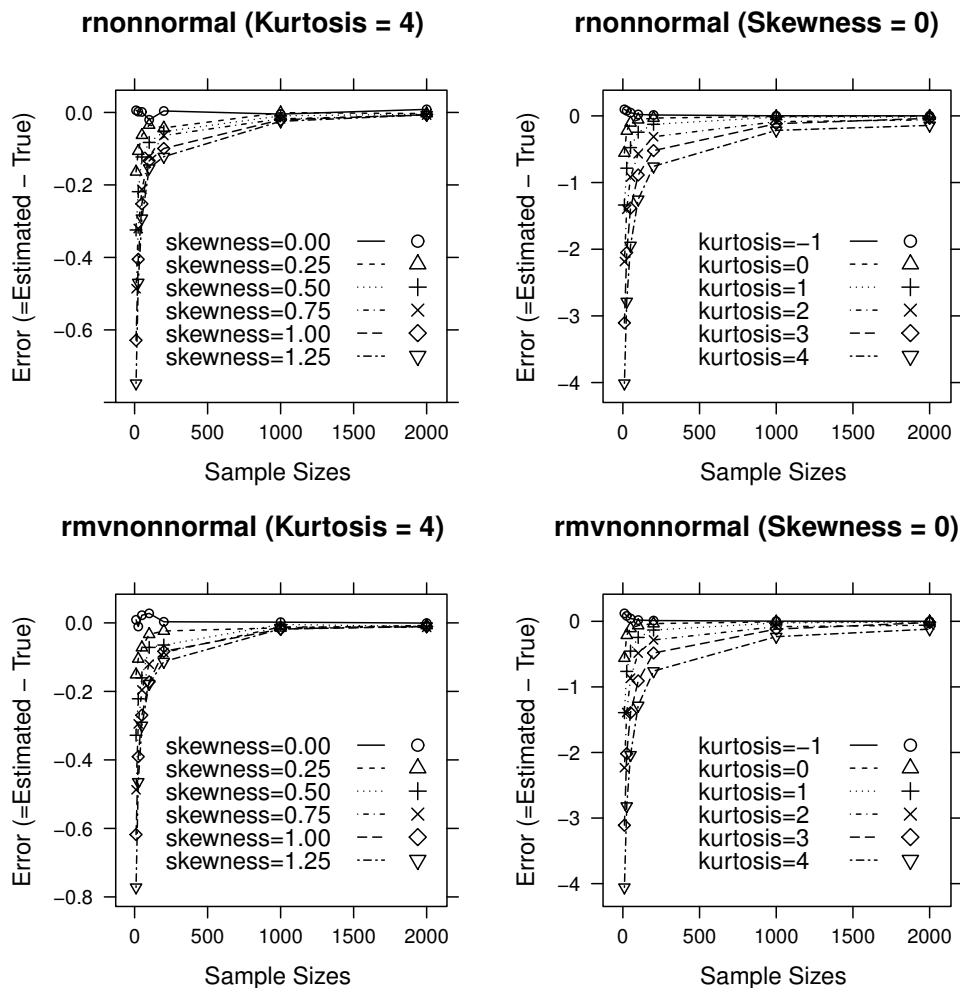 rnonnormal (Kurtosis = 4)
Error (=Estimated − True)
0.0
−0.2
−0.4
−0.6
skewness=0.00
skewness=0.25
skewness=0.50
skewness=0.75
skewness=1.00
skewness=1.25
0 500 1000 1500 2000
Sample Sizes
rnonnormal (Skewness = 0)
Error (=Estimated − True)
0
−1
−2
−3
−4
kurtosis=−1
kurtosis=0
kurtosis=1
kurtosis=2
kurtosis=3
kurtosis=4
0 500 1000 1500 2000
Sample Sizes
rmvnonnormal (Kurtosis = 4)
Error (=Estimated − True)
0.0
−0.2
−0.4
−0.6
−0.8
skewness=0.00
skewness=0.25
skewness=0.50
skewness=0.75
skewness=1.00
skewness=1.25
0 500 1000 1500 2000
Sample Sizes
rmvnonnormal (Skewness = 0)
Error (=Estimated − True)
0
−1
−2
−3
−4
kurtosis=−1
kurtosis=0
kurtosis=1
kurtosis=2
kurtosis=3
kurtosis=4
0 500 1000 1500 2000
Sample Sizes